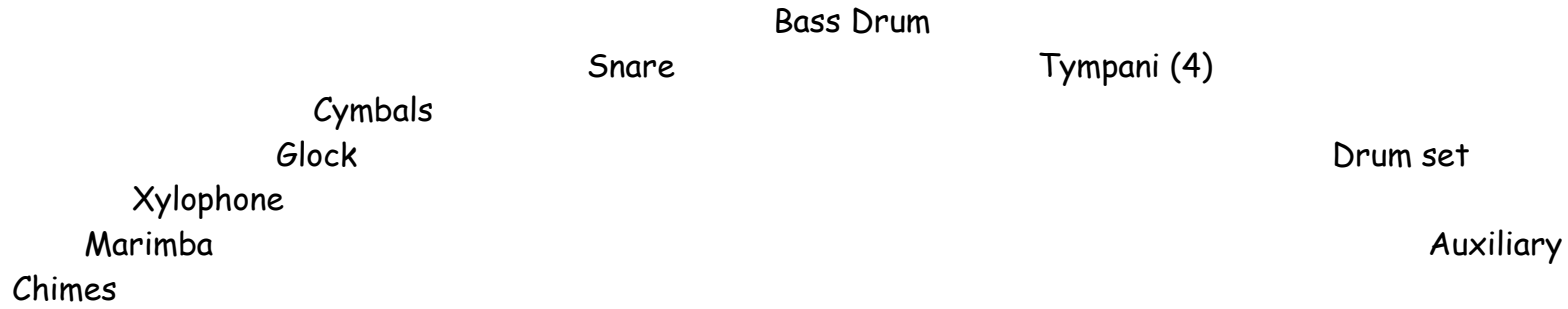 Bass Drum
Snare Tympani (4)
Cymbals
Glock Drum set
Xylophone
Marimba Auxiliary
Chimes